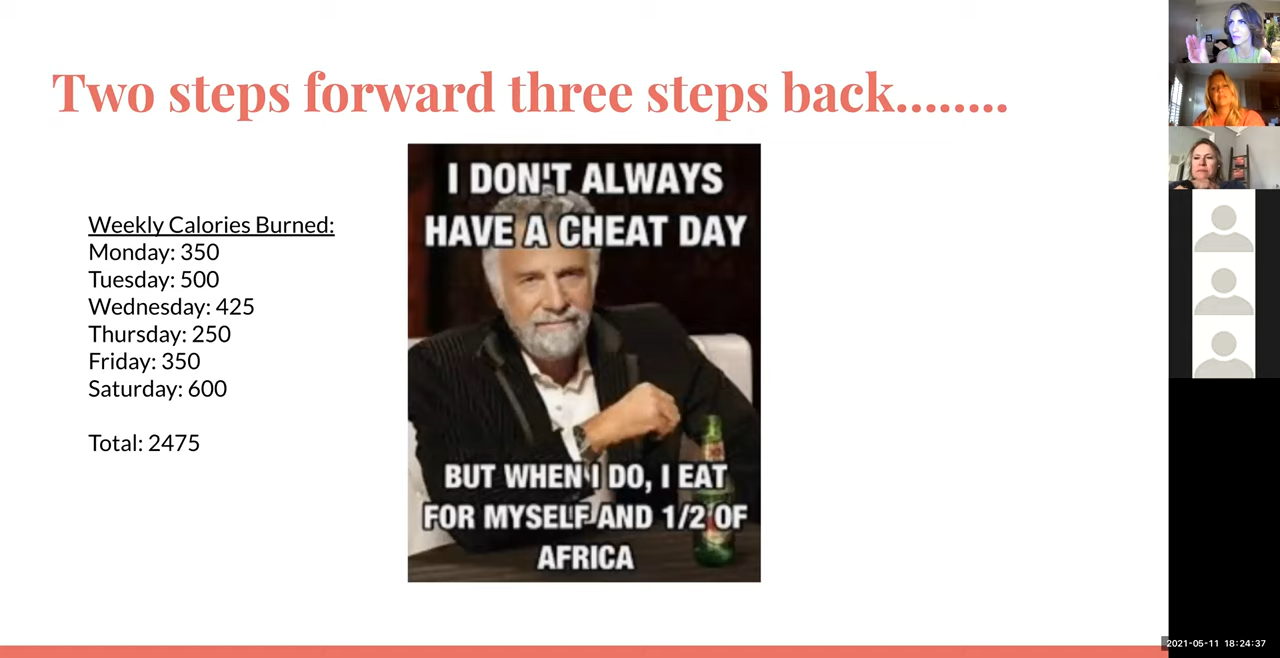 Two steps forward three steps back........
Weekly Calories Burned:
Monday: 350
Tuesday: 500
Wednesday: 425
Thursday: 250
Friday: 350
Saturday: 600
Total: 2475
I DON'T ALWAYS
HAVE A CHEAT DAY
BUT WHEN I DO, I EAT
FOR MYSELF AND 1/2 OF
AFRICA
2021-05-11 18:24:37